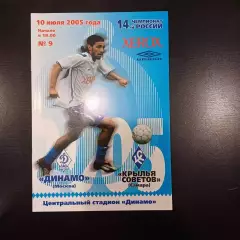 10 июля 2005 года
Начало в 19.00
№ 9
14-й ЧЕМПИОНАТ РОССИИ
XEROX
«ДИНАМО»
(Москва)
«КРЫЛЬЯ СОВЕТОВ»
(Самара)
Центральный стадион «Динамо»